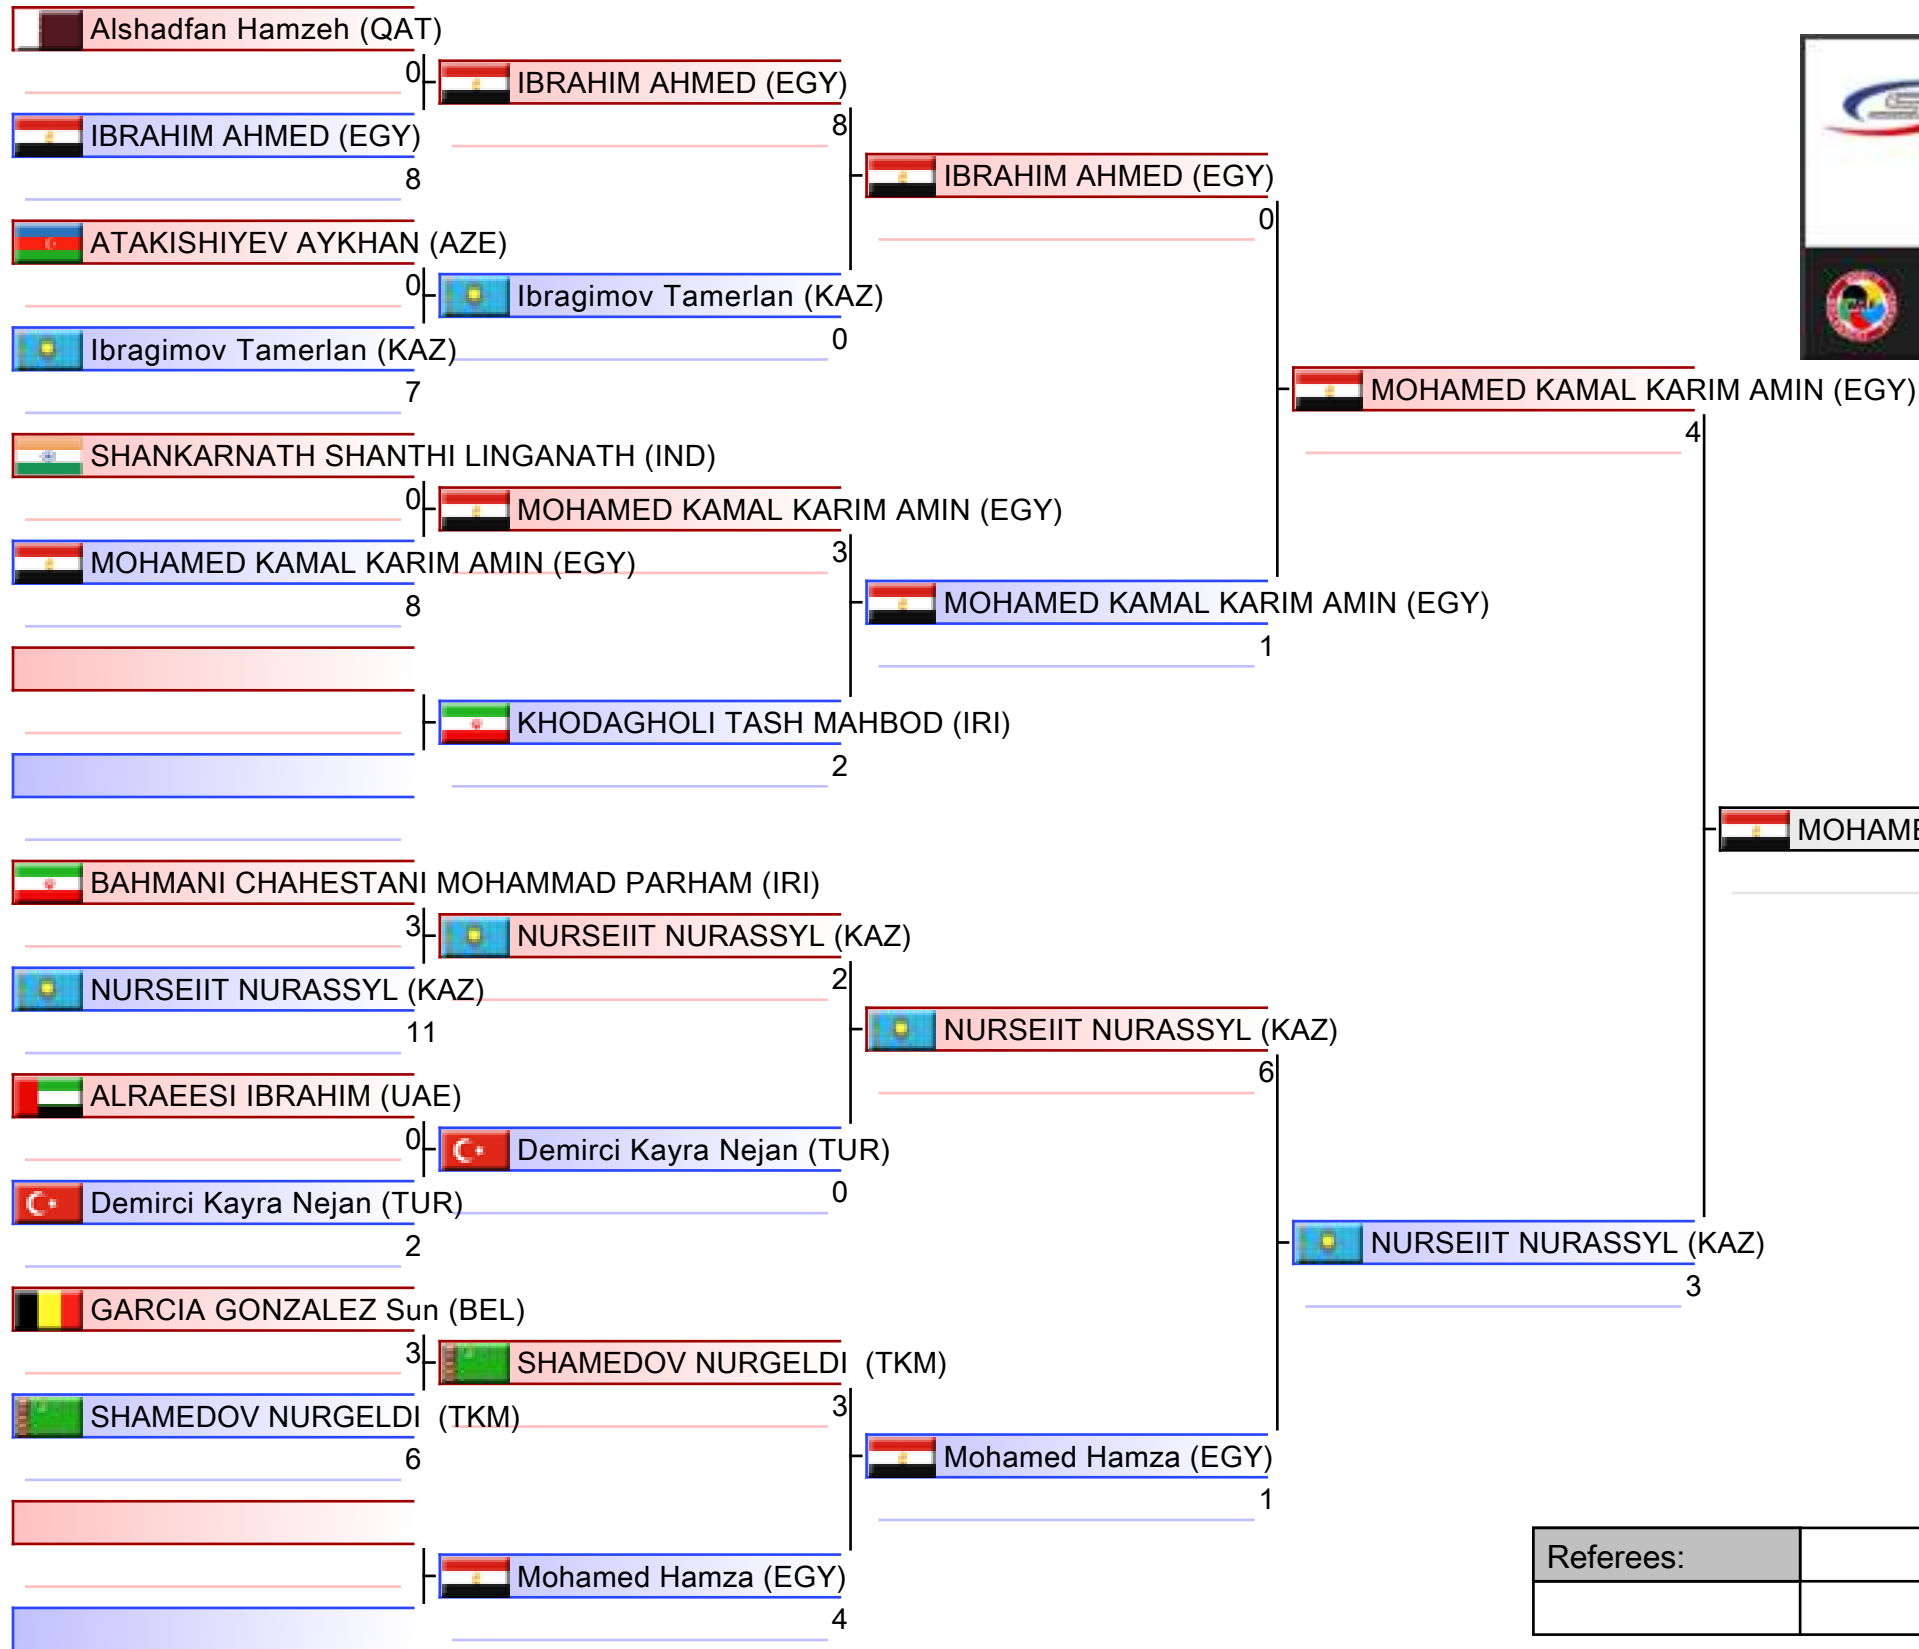 Alshadfan Hamzeh (QAT)
0
IBRAHIM AHMED (EGY)
8
ATAKISHIYEV AYKHAN (AZE)
0
Ibragimov Tamerlan (KAZ)
7
SHANKARNATH SHANTHI LINGANATH (IND)
0
MOHAMED KAMAL KARIM AMIN (EGY)
8
BAHMANI CHAHESTANI MOHAMMAD PARHAM (IRI)
3
NURSEIIT NURASSYL (KAZ)
11
ALRAEESI IBRAHIM (UAE)
0
Demirci Kayra Nejan (TUR)
2
GARCIA GONZALEZ Sun (BEL)
3
SHAMEDOV NURGELDI (TKM)
6
IBRAHIM AHMED (EGY)
8
Ibragimov Tamerlan (KAZ)
0
MOHAMED KAMAL KARIM AMIN (EGY)
3
KHODAGHOLI TASH MAHBOD (IRI)
2
NURSEIIT NURASSYL (KAZ)
2
Demirci Kayra Nejan (TUR)
0
SHAMEDOV NURGELDI (TKM)
3
Mohamed Hamza (EGY)
4
IBRAHIM AHMED (EGY)
0
MOHAMED KAMAL KARIM AMIN (EGY)
1
NURSEIIT NURASSYL (KAZ)
6
Mohamed Hamza (EGY)
1
MOHAMED KAMAL KARIM AMIN (EGY)
4
NURSEIIT NURASSYL (KAZ)
3
Referees: